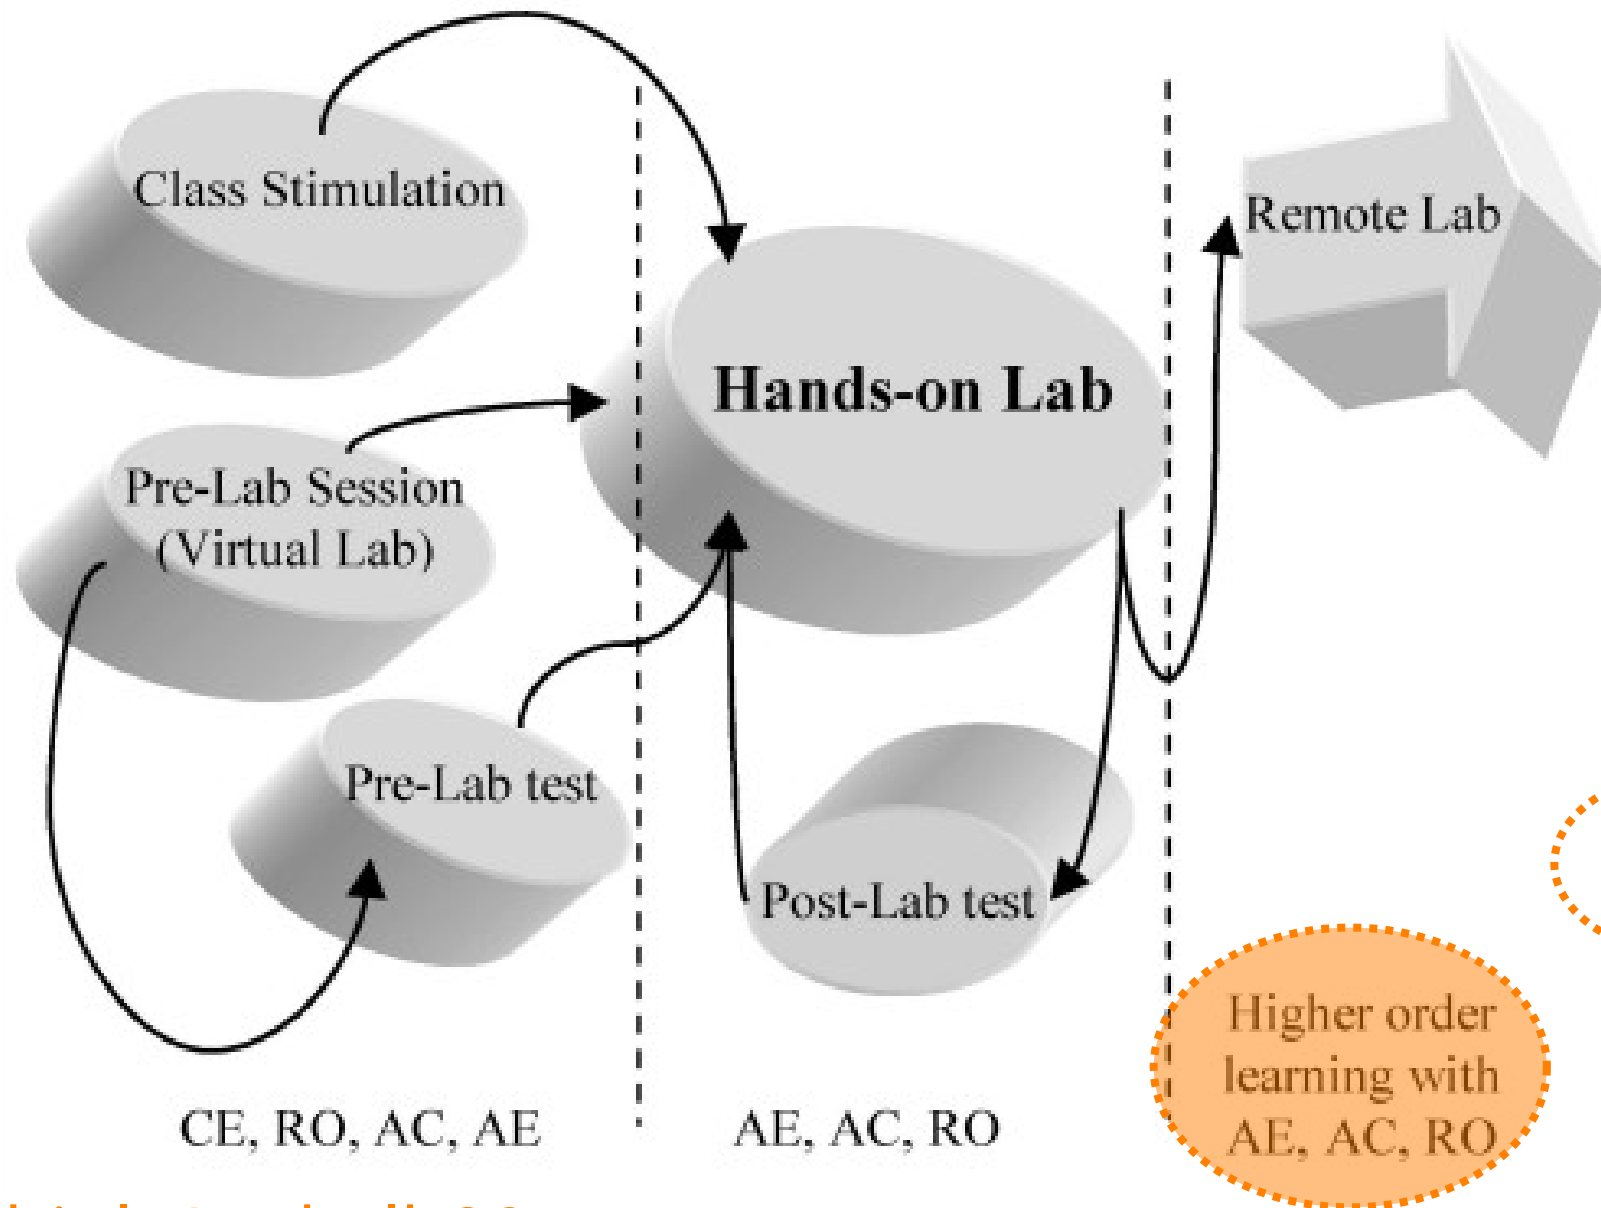 Class Stimulation
Remote Lab
Hands-on Lab
Pre-Lab Session
(Virtual Lab)
Pre-Lab test
Post-Lab test
Higher order
learning with
AE, AC, RO
CE, RO, AC, AE
AE, AC, RO